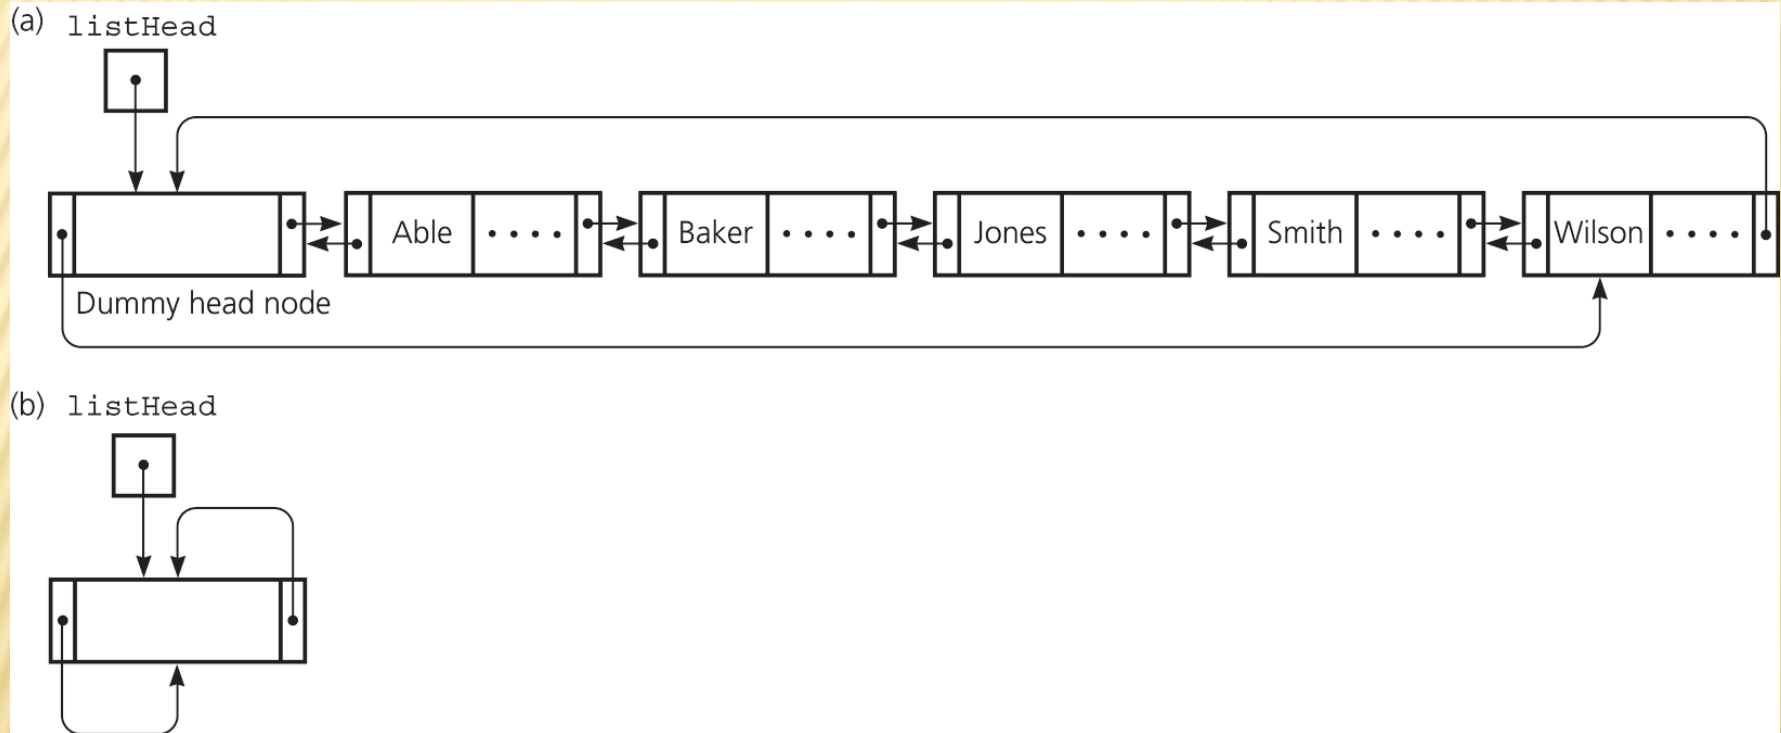 (a) listHead
Able · · · · Baker · · · · Jones · · · · Smith · · · · Wilson · · · ·
Dummy head node
(b) listHead